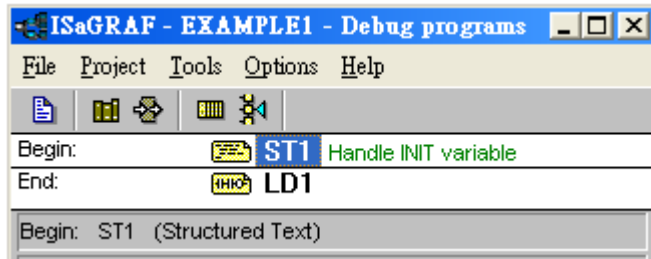 ISaGRAF - EXAMPLE1 - Debug programs
File Project Tools Options Help
Begin: ST1 Handle INIT variable
End: LD1
Begin: ST1 (Structured Text)